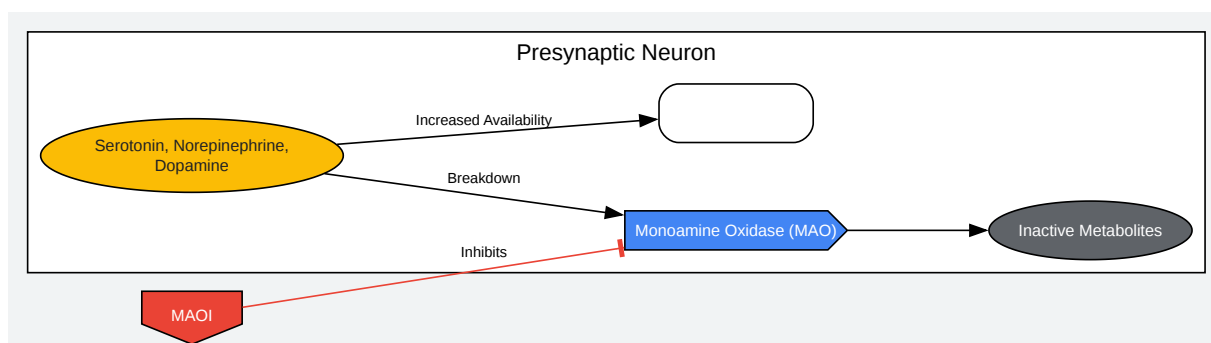 Presynaptic Neuron
Increased Availability
Serotonin, Norepinephrine,
Dopamine
Breakdown
Monoamine Oxidase (MAO)
Inactive Metabolites
Inhibits
MAOI